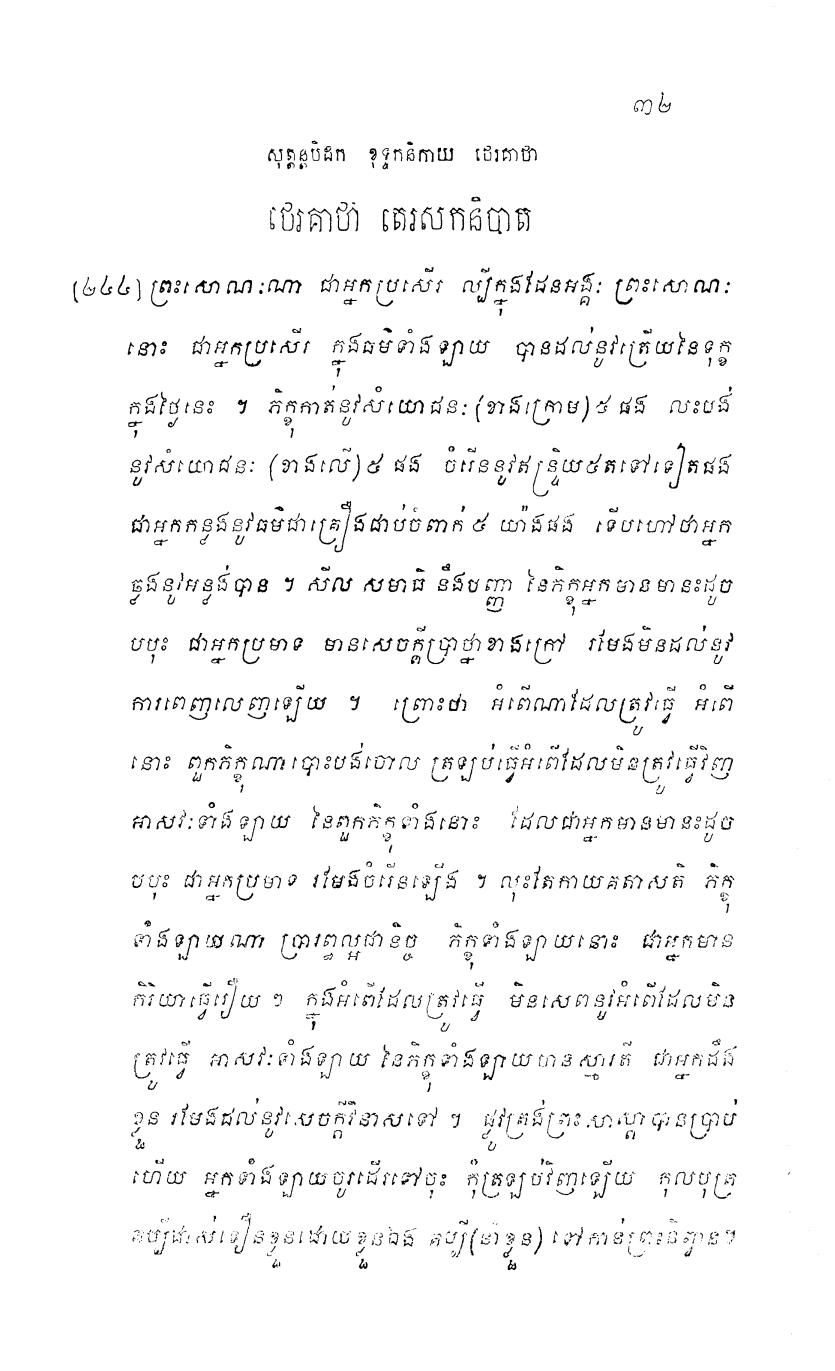 ៣២
សុត្តន្តបិដក ខុទ្ទកនិកាយ ថេរគាថា
ថេរគាថា តេរសកនិបាត
(២៤៤) ព្រះសោណៈណា ជាអ្នកប្រសើរ ល្បីក្នុងដែនអង្គៈ ព្រះសោណៈ
នោះ ជាអ្នកប្រសើរ ក្នុងធម៌ទាំងឡាយ បានដល់នូវត្រើយនៃទុក្ខ
ក្នុងថ្ងៃនេះ ។ ភិក្ខុកាត់នូវសំយោជនៈ (ខាងក្រោម) ៥ ផង លះបង់
នូវសំយោជនៈ (ខាងលើ) ៥ ផង ចំរើននូវឥន្ទ្រិយ៥តទៅទៀតផង
ជាអ្នកកន្លងនូវធម៌ជាគ្រឿងជាប់ចំពាក់ ៥ យ៉ាងផង ទើបហៅថាអ្នក
ឆ្លងនូវអន្លង់បាន ។ សីល សមាធិ នឹងបញ្ញា នៃភិក្ខុអ្នកមានមានះដូច
បបុះ ជាអ្នកប្រមាទ មានសេចក្តីប្រាថ្នាខាងក្រៅ រមែងមិនដល់នូវ
ការពេញលេញឡើយ ។ ព្រោះថា អំពើណាដែលត្រូវធ្វើ អំពើ
នោះ ពួកភិក្ខុណាបោះបង់ចោល ត្រឡប់ធ្វើអំពើដែលមិនត្រូវធ្វើវិញ
អាសវៈទាំងឡាយ នៃពួកភិក្ខុទាំងនោះ ដែលជាអ្នកមានមានះដូច
បបុះ ជាអ្នកប្រមាទ រមែងចំរើនឡើង ។ លុះតែកាយគតាសតិ ភិក្ខុ
ទាំងឡាយណា ប្រារព្ធល្អជានិច្ច ភិក្ខុទាំងឡាយនោះ ជាអ្នកមាន
កិរិយាធ្វើរឿយ ៗ ក្នុងអំពើដែលត្រូវធ្វើ មិនសេពនូវអំពើដែលមិន
ត្រូវធ្វើ អាសវៈទាំងឡាយ នៃភិក្ខុទាំងឡាយមានស្មារតី ជាអ្នកដឹង
ខ្លួន រមែងដល់នូវសេចក្តីវិនាសទៅ ។ ផ្លូវត្រង់ព្រះសាស្តាបានប្រាប់
ហើយ អ្នកទាំងឡាយចូរដើរទៅចុះ កុំត្រឡប់វិញឡើយ កុលបុត្រ
គប្បីដាស់តឿនខ្លួនដោយខ្លួនឯង គប្បី(នាំខ្លួន) ទៅកាន់ព្រះនិព្វាន។